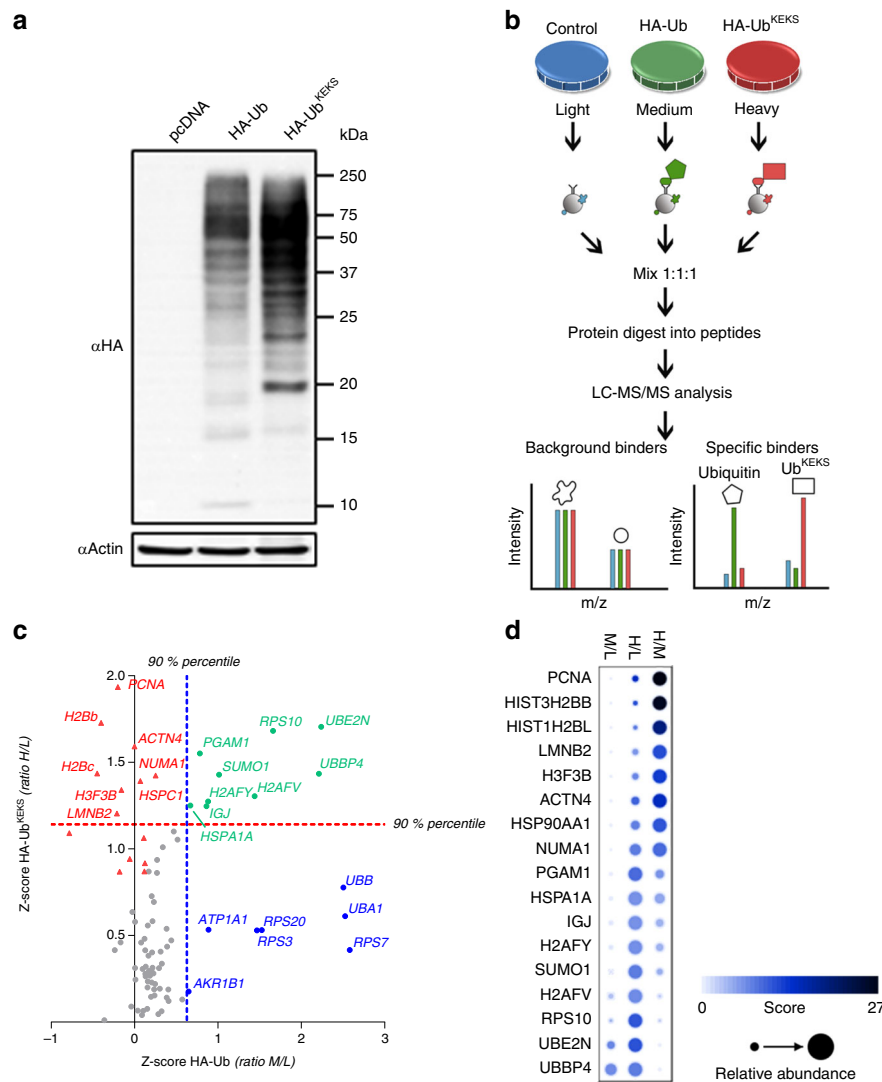 a
pcDNA
HA-Ub
HA-Ub^KEKS
kDa
250
75
50
37
25
20
15
10
αHA
αActin
b
Control
HA-Ub
HA-Ub^KEKS
Light
Medium
Heavy
Mix 1:1:1
Protein digest into peptides
LC-MS/MS analysis
Background binders
Specific binders
Ubiquitin
Ub^KEKS
Intensity
m/z
Intensity
m/z
c
90 % percentile
2.0
1.5
1.0
0.5
Z-score HA-Ub^KEKS (ratio H/L)
PCNA
H2Bb
ACTN4
H2Bc
NUMA1
H3F3B
HSPC1
LMNB2
PGAM1
RPS10
UBE2N
SUMO1
UBBP4
H2AFY
H2AFV
IGJ
HSPA1A
90 % percentile
UBB
ATP1A1
RPS20
UBA1
RPS3
RPS7
AKR1B1
−1
0
1
2
3
Z-score HA-Ub (ratio M/L)
d
M/L
H/L
H/M
PCNA
HIST3H2BB
HIST1H2BL
LMNB2
H3F3B
ACTN4
HSP90AA1
NUMA1
PGAM1
HSPA1A
IGJ
H2AFY
SUMO1
H2AFV
RPS10
UBE2N
UBBP4
0
Score
27
Relative abundance